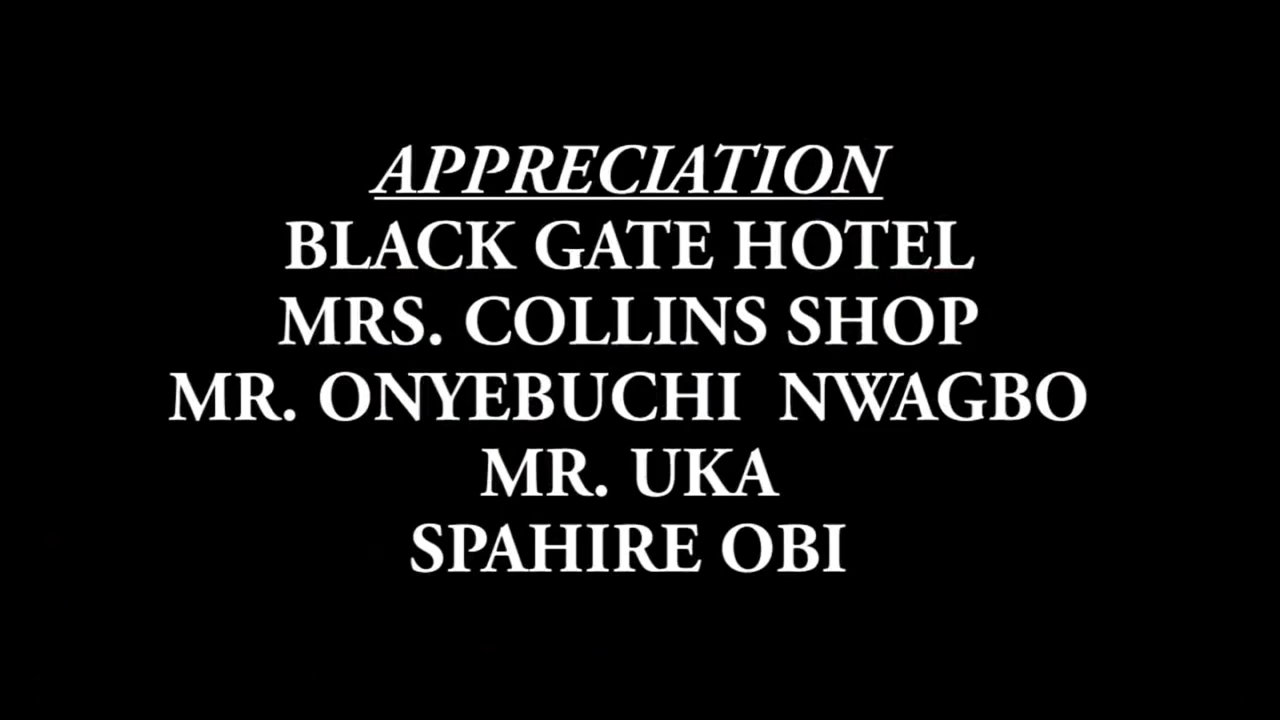 APPRECIATION
BLACK GATE HOTEL
MRS. COLLINS SHOP
MR. ONYEBUCHI  NWAGBO
MR. UKA
SPAHIRE OBI